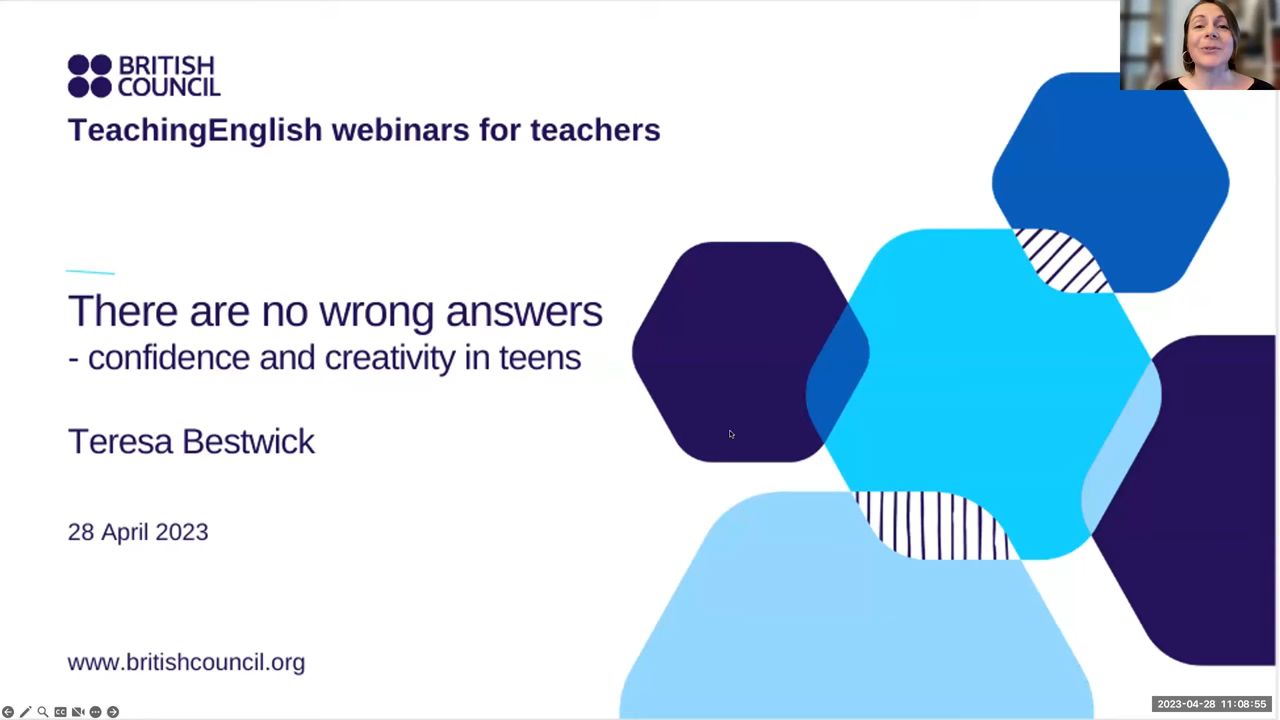 BRITISH
COUNCIL
TeachingEnglish webinars for teachers
There are no wrong answers
- confidence and creativity in teens
Teresa Bestwick
28 April 2023
www.britishcouncil.org
CC
2023-04-28 11:08:55